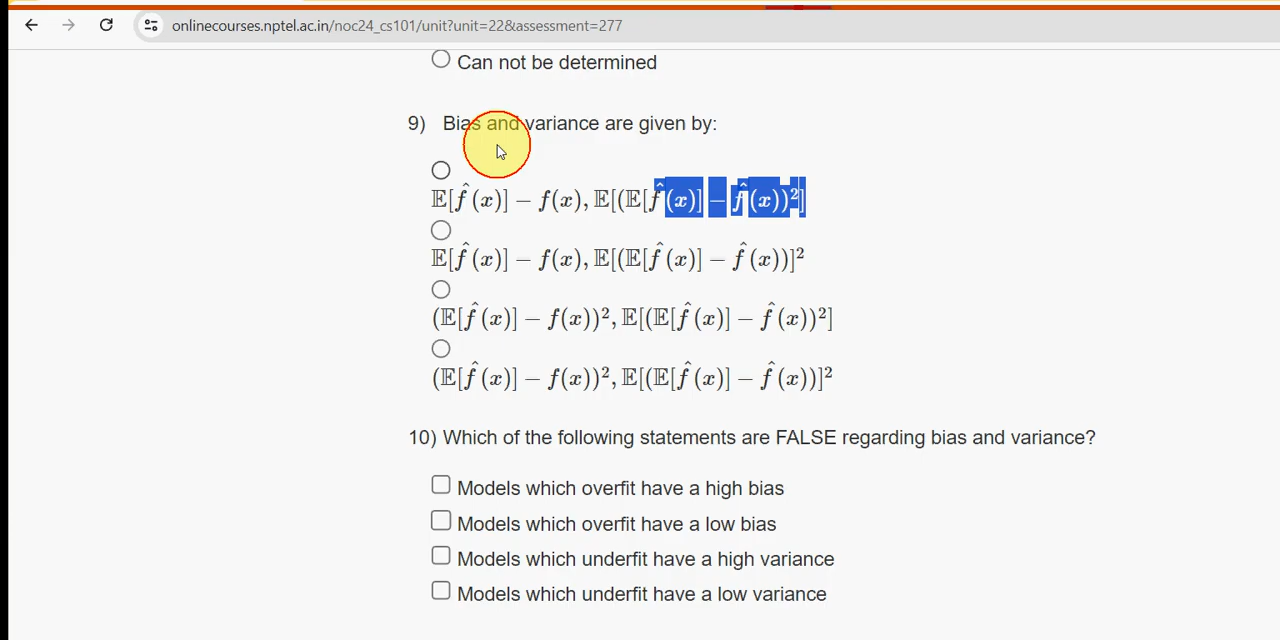 onlinecourses.nptel.ac.in/noc24_cs101/unit?unit=22&assessment=277
Can not be determined
9) Bias and variance are given by:
𝔼[f̂(x)] − f(x), 𝔼[(𝔼[f̂(x)] − f̂(x))²]
𝔼[f̂(x)] − f(x), 𝔼[(𝔼[f̂(x)] − f̂(x))]²
(𝔼[f̂(x)] − f(x))², 𝔼[(𝔼[f̂(x)] − f̂(x))²]
(𝔼[f̂(x)] − f(x))², 𝔼[(𝔼[f̂(x)] − f̂(x))]²
10) Which of the following statements are FALSE regarding bias and variance?
Models which overfit have a high bias
Models which overfit have a low bias
Models which underfit have a high variance
Models which underfit have a low variance